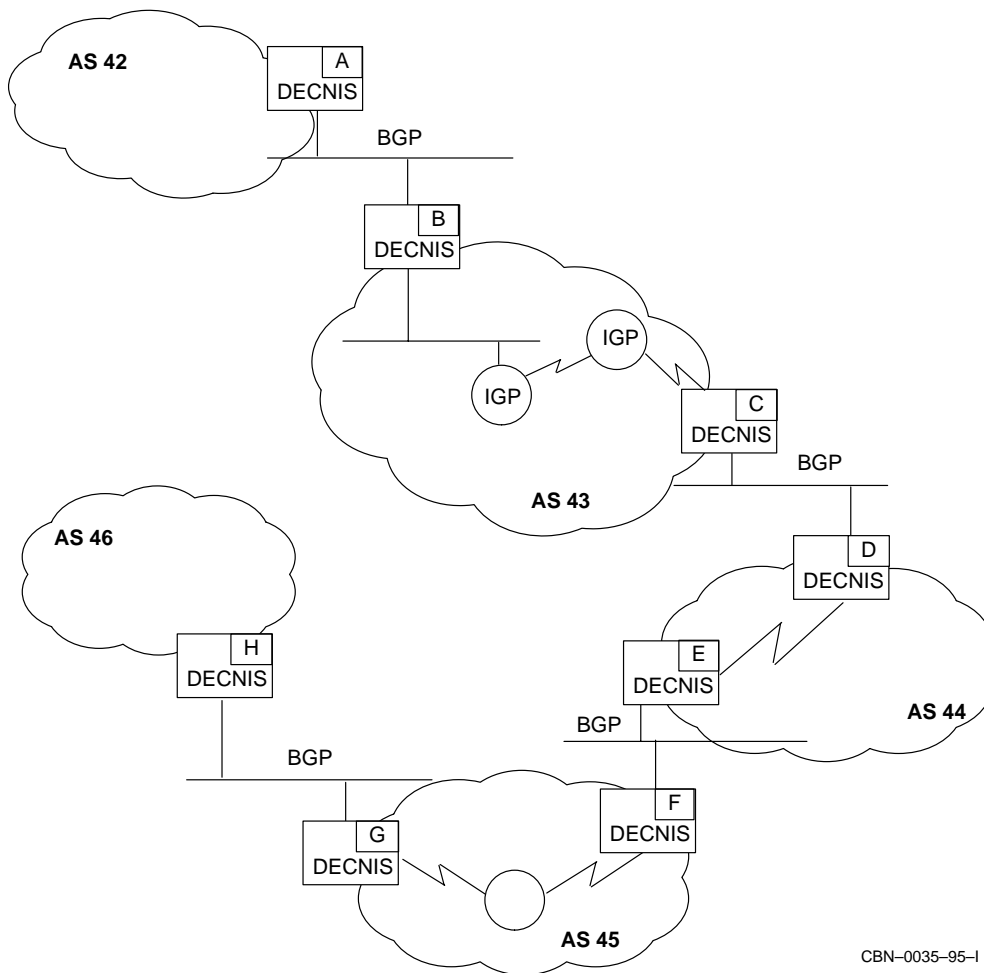 AS 42
A
DECNIS
BGP
B
DECNIS
IGP
IGP
C
DECNIS
BGP
AS 43
AS 46
D
DECNIS
H
DECNIS
E
DECNIS
AS 44
BGP
BGP
F
DECNIS
G
DECNIS
AS 45
CBN–0035–95–I